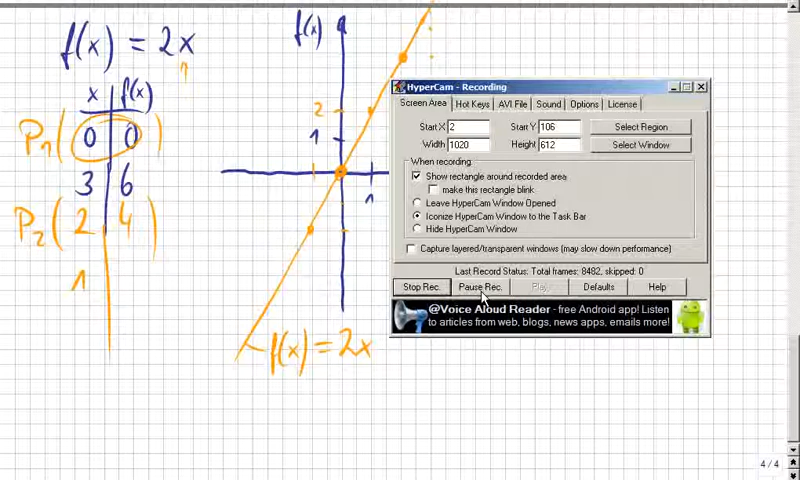 f(x) = 2x
x f(x)
P1 ( 0 0 )
3 6
P2 ( 2 4 )
1
f(x)
2
1
1
f(x) = 2x
HyperCam - Recording
Screen Area Hot Keys AVI File Sound Options License
Start X 2 Start Y 106 Select Region
Width 1020 Height 612 Select Window
When recording
Show rectangle around recorded area
make this rectangle blink
Leave HyperCam Window Opened
Iconize HyperCam Window to the Task Bar
Hide HyperCam Window
Capture layered/transparent windows (may slow down performance)
Last Record Status: Total frames: 8482, skipped: 0
Stop Rec. Pause Rec. Play Defaults Help
@Voice Aloud Reader - free Android app! Listen
to articles from web, blogs, news apps, emails more!
4 / 4